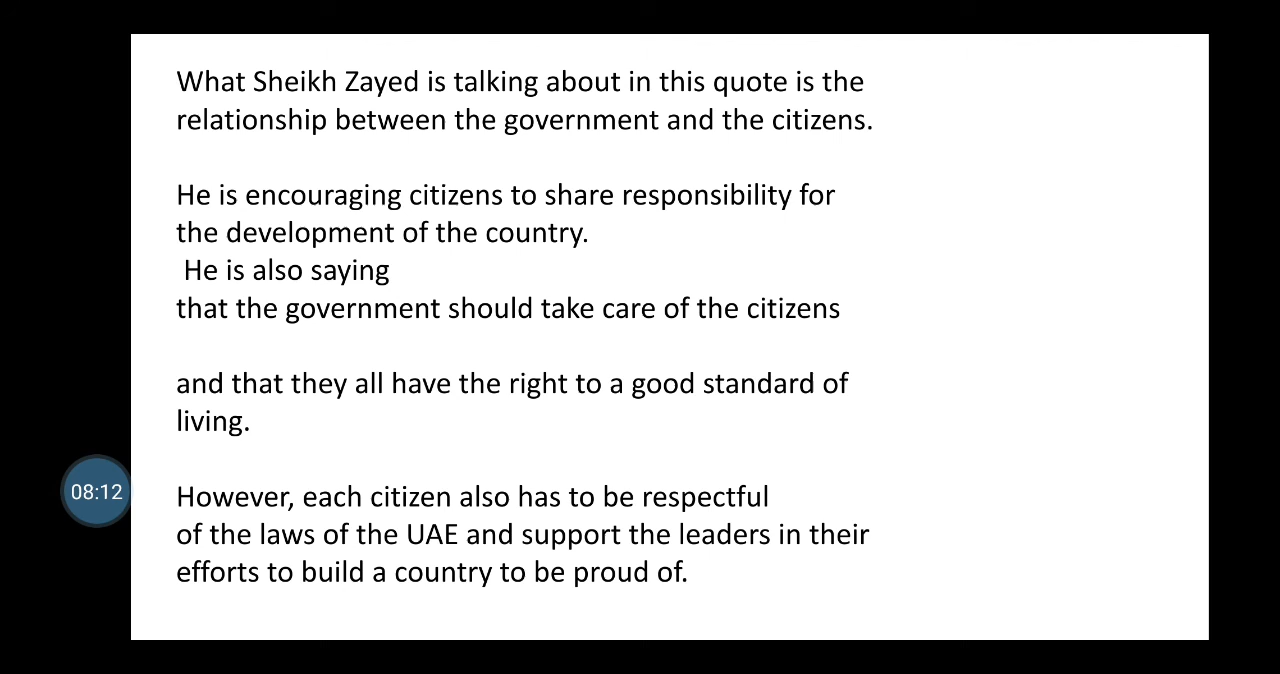 What Sheikh Zayed is talking about in this quote is the
relationship between the government and the citizens.
He is encouraging citizens to share responsibility for
the development of the country.
He is also saying
that the government should take care of the citizens
and that they all have the right to a good standard of
living.
08:12
However, each citizen also has to be respectful
of the laws of the UAE and support the leaders in their
efforts to build a country to be proud of.